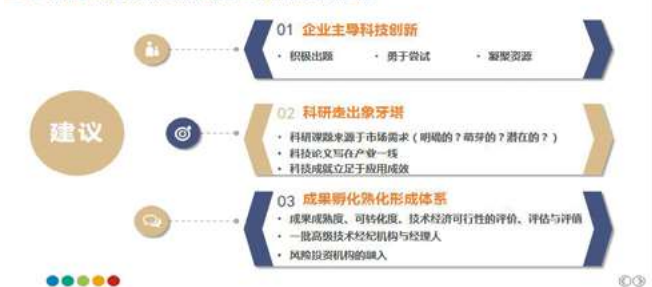 建议
01 企业主导科技创新
· 积极出题 · 勇于尝试 · 凝聚资源
02 科研走出象牙塔
· 科研课题来源于市场需求（明确的？萌芽的？潜在的？）
· 科技论文写在产业一线
· 科技成就立足于应用成效
03 成果孵化熟化形成体系
· 成果成熟度、可转化度、技术经济可行性的评价、评估与评值
· 一批高级技术经纪机构与经理人
· 风险投资机构的融入